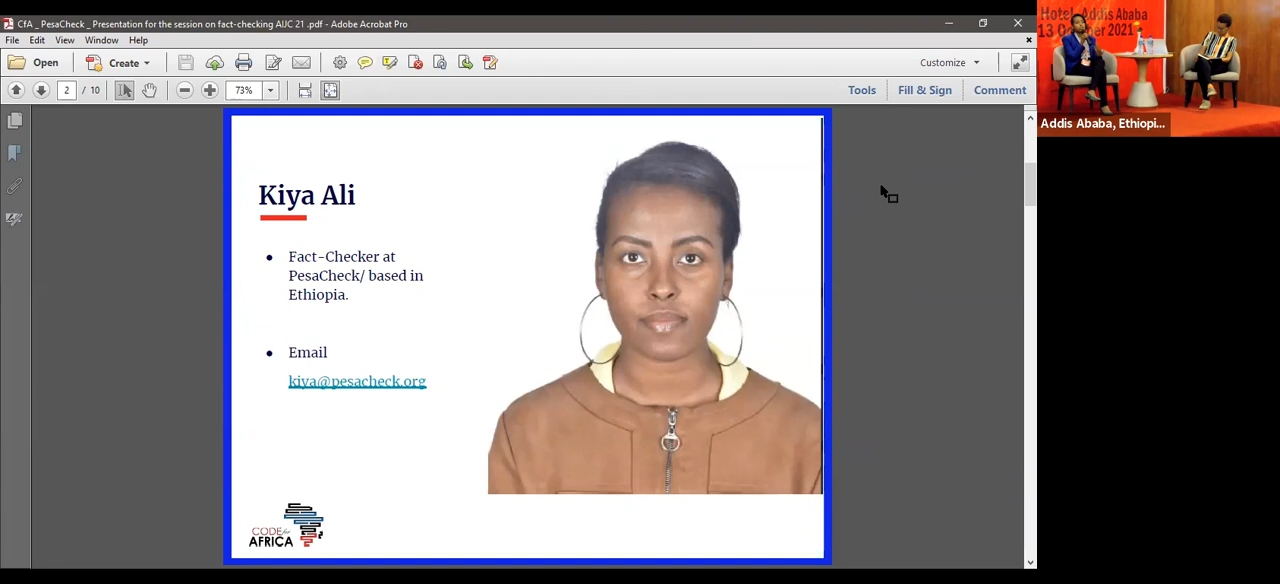 CfA _ PesaCheck _ Presentation for the session on fact-checking AIJC 21 .pdf - Adobe Acrobat Pro
File Edit View Window Help
Open Create Customize
2 / 10 73% Tools Fill & Sign Comment
Kiya Ali
Fact-Checker at
PesaCheck/ based in
Ethiopia.
Email
kiya@pesacheck.org
CODE for
AFRICA
Hotel, Addis Ababa
13 October 2021
Addis Ababa, Ethiopi...